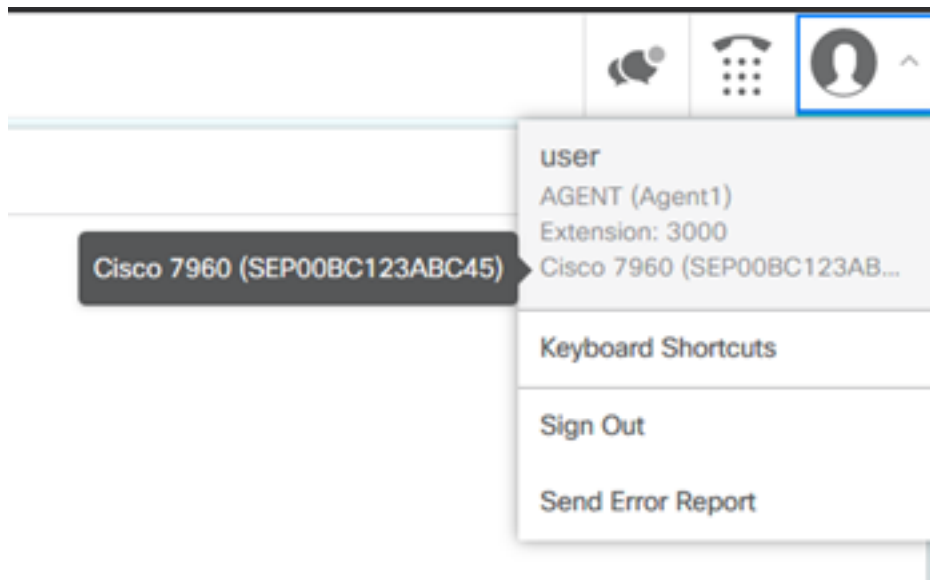 user
AGENT (Agent1)
Extension: 3000
Cisco 7960 (SEP00BC123ABC45)
Cisco 7960 (SEP00BC123AB...
Keyboard Shortcuts
Sign Out
Send Error Report